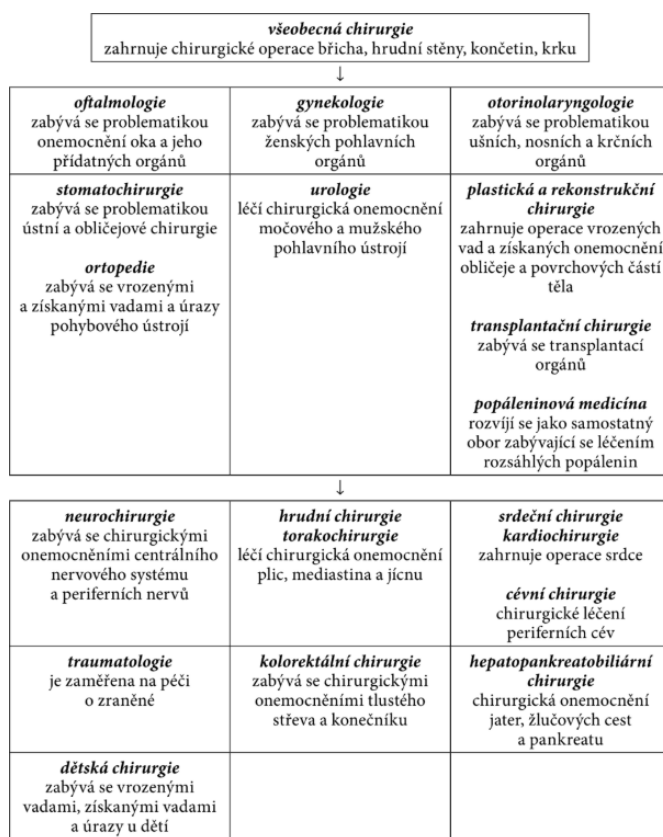 všeobecná chirurgie
zahrnuje chirurgické operace břicha, hrudní stěny, končetin, krku
↓
oftalmologie
zabývá se problematikou
onemocnění oka a jeho
přídatných orgánů
gynekologie
zabývá se problematikou
ženských pohlavních
orgánů
otorinolaryngologie
zabývá se problematikou
ušních, nosních a krčních
orgánů
stomatochirurgie
zabývá se problematikou
ústní a obličejové chirurgie
ortopedie
zabývá se vrozenými
a získanými vadami a úrazy
pohybového ústrojí
urologie
léčí chirurgická onemocnění
močového a mužského
pohlavního ústrojí
plastická a rekonstrukční
chirurgie
zahrnuje operace vrozených
vad a získaných onemocnění
obličeje a povrchových částí
těla
transplantační chirurgie
zabývá se transplantací
orgánů
popáleninová medicína
rozvíjí se jako samostatný
obor zabývající se léčením
rozsáhlých popálenin
↓
neurochirurgie
zabývá se chirurgickými
onemocněními centrálního
nervového systému
a periferních nervů
hrudní chirurgie
torakochirurgie
léčí chirurgická onemocnění
plic, mediastina a jícnu
srdeční chirurgie
kardiochirurgie
zahrnuje operace srdce
cévní chirurgie
chirurgické léčení
periferních cév
traumatologie
je zaměřena na péči
o zraněné
kolorektální chirurgie
zabývá se chirurgickými
onemocněními tlustého
střeva a konečníku
hepatopankreatobiliární
chirurgie
chirurgická onemocnění
jater, žlučových cest
a pankreatu
dětská chirurgie
zabývá se vrozenými
vadami, získanými vadami
a úrazy u dětí